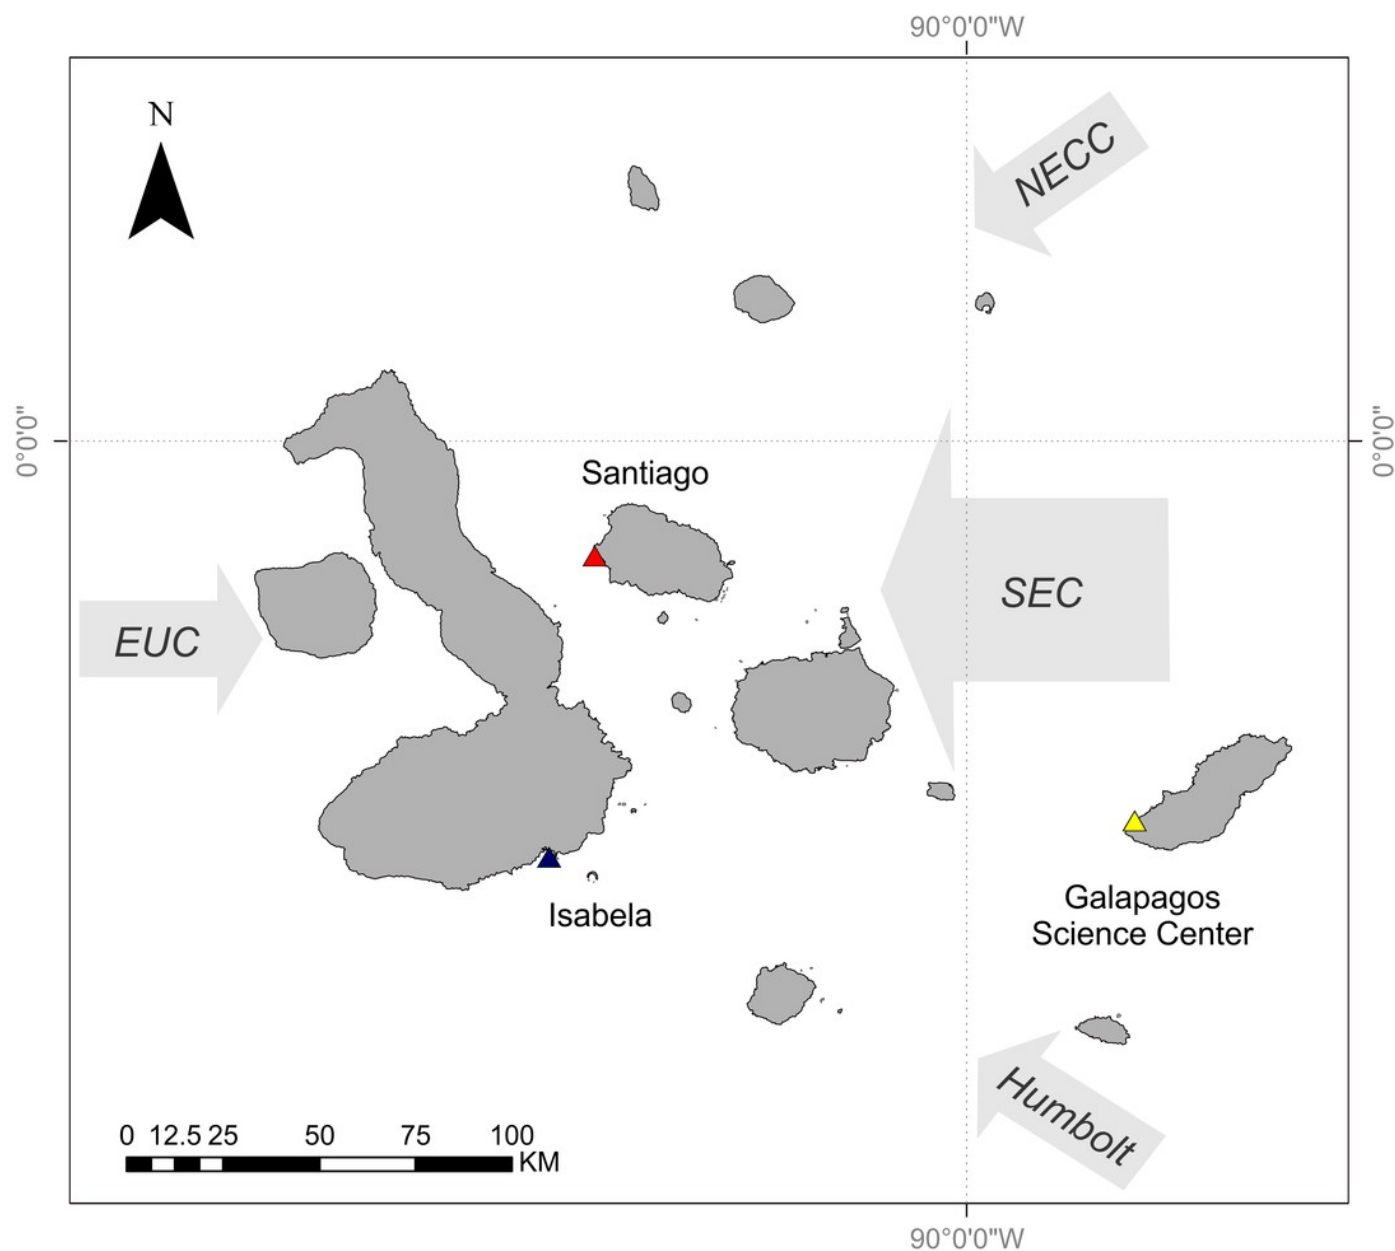 90°0'0"W
N
NECC
0°0'0"
0°0'0"
Santiago
SEC
EUC
Isabela
Galapagos
Science Center
Humbolt
0 12.5 25 50 75 100
KM
90°0'0"W